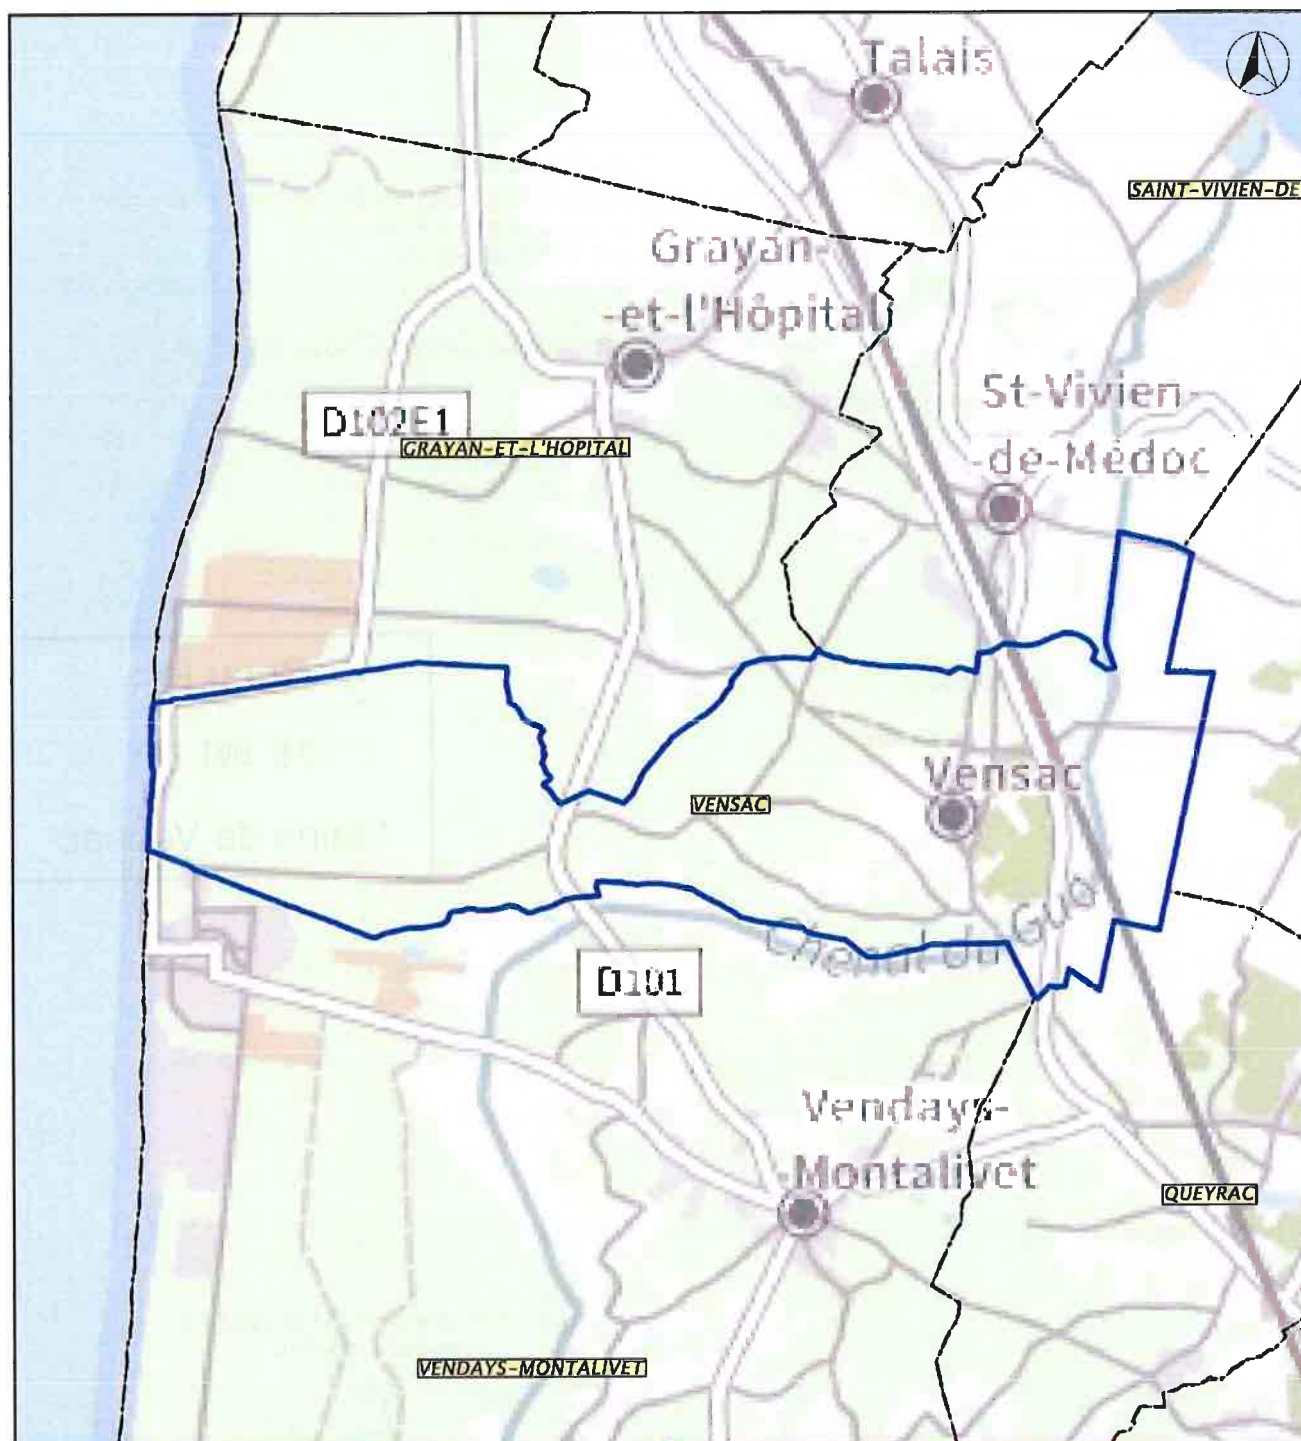 Talais
SAINT-VIVIEN-DE
Grayan-
-et-l'Hôpital
St-Vivien-
-de-Médoc
D102E1
GRAYAN-ET-L'HOPITAL
Vensac
VENSAC
Chenal du Gua
D101
Vendays-
-Montalivet
QUEYRAC
VENDAYS-MONTALIVET